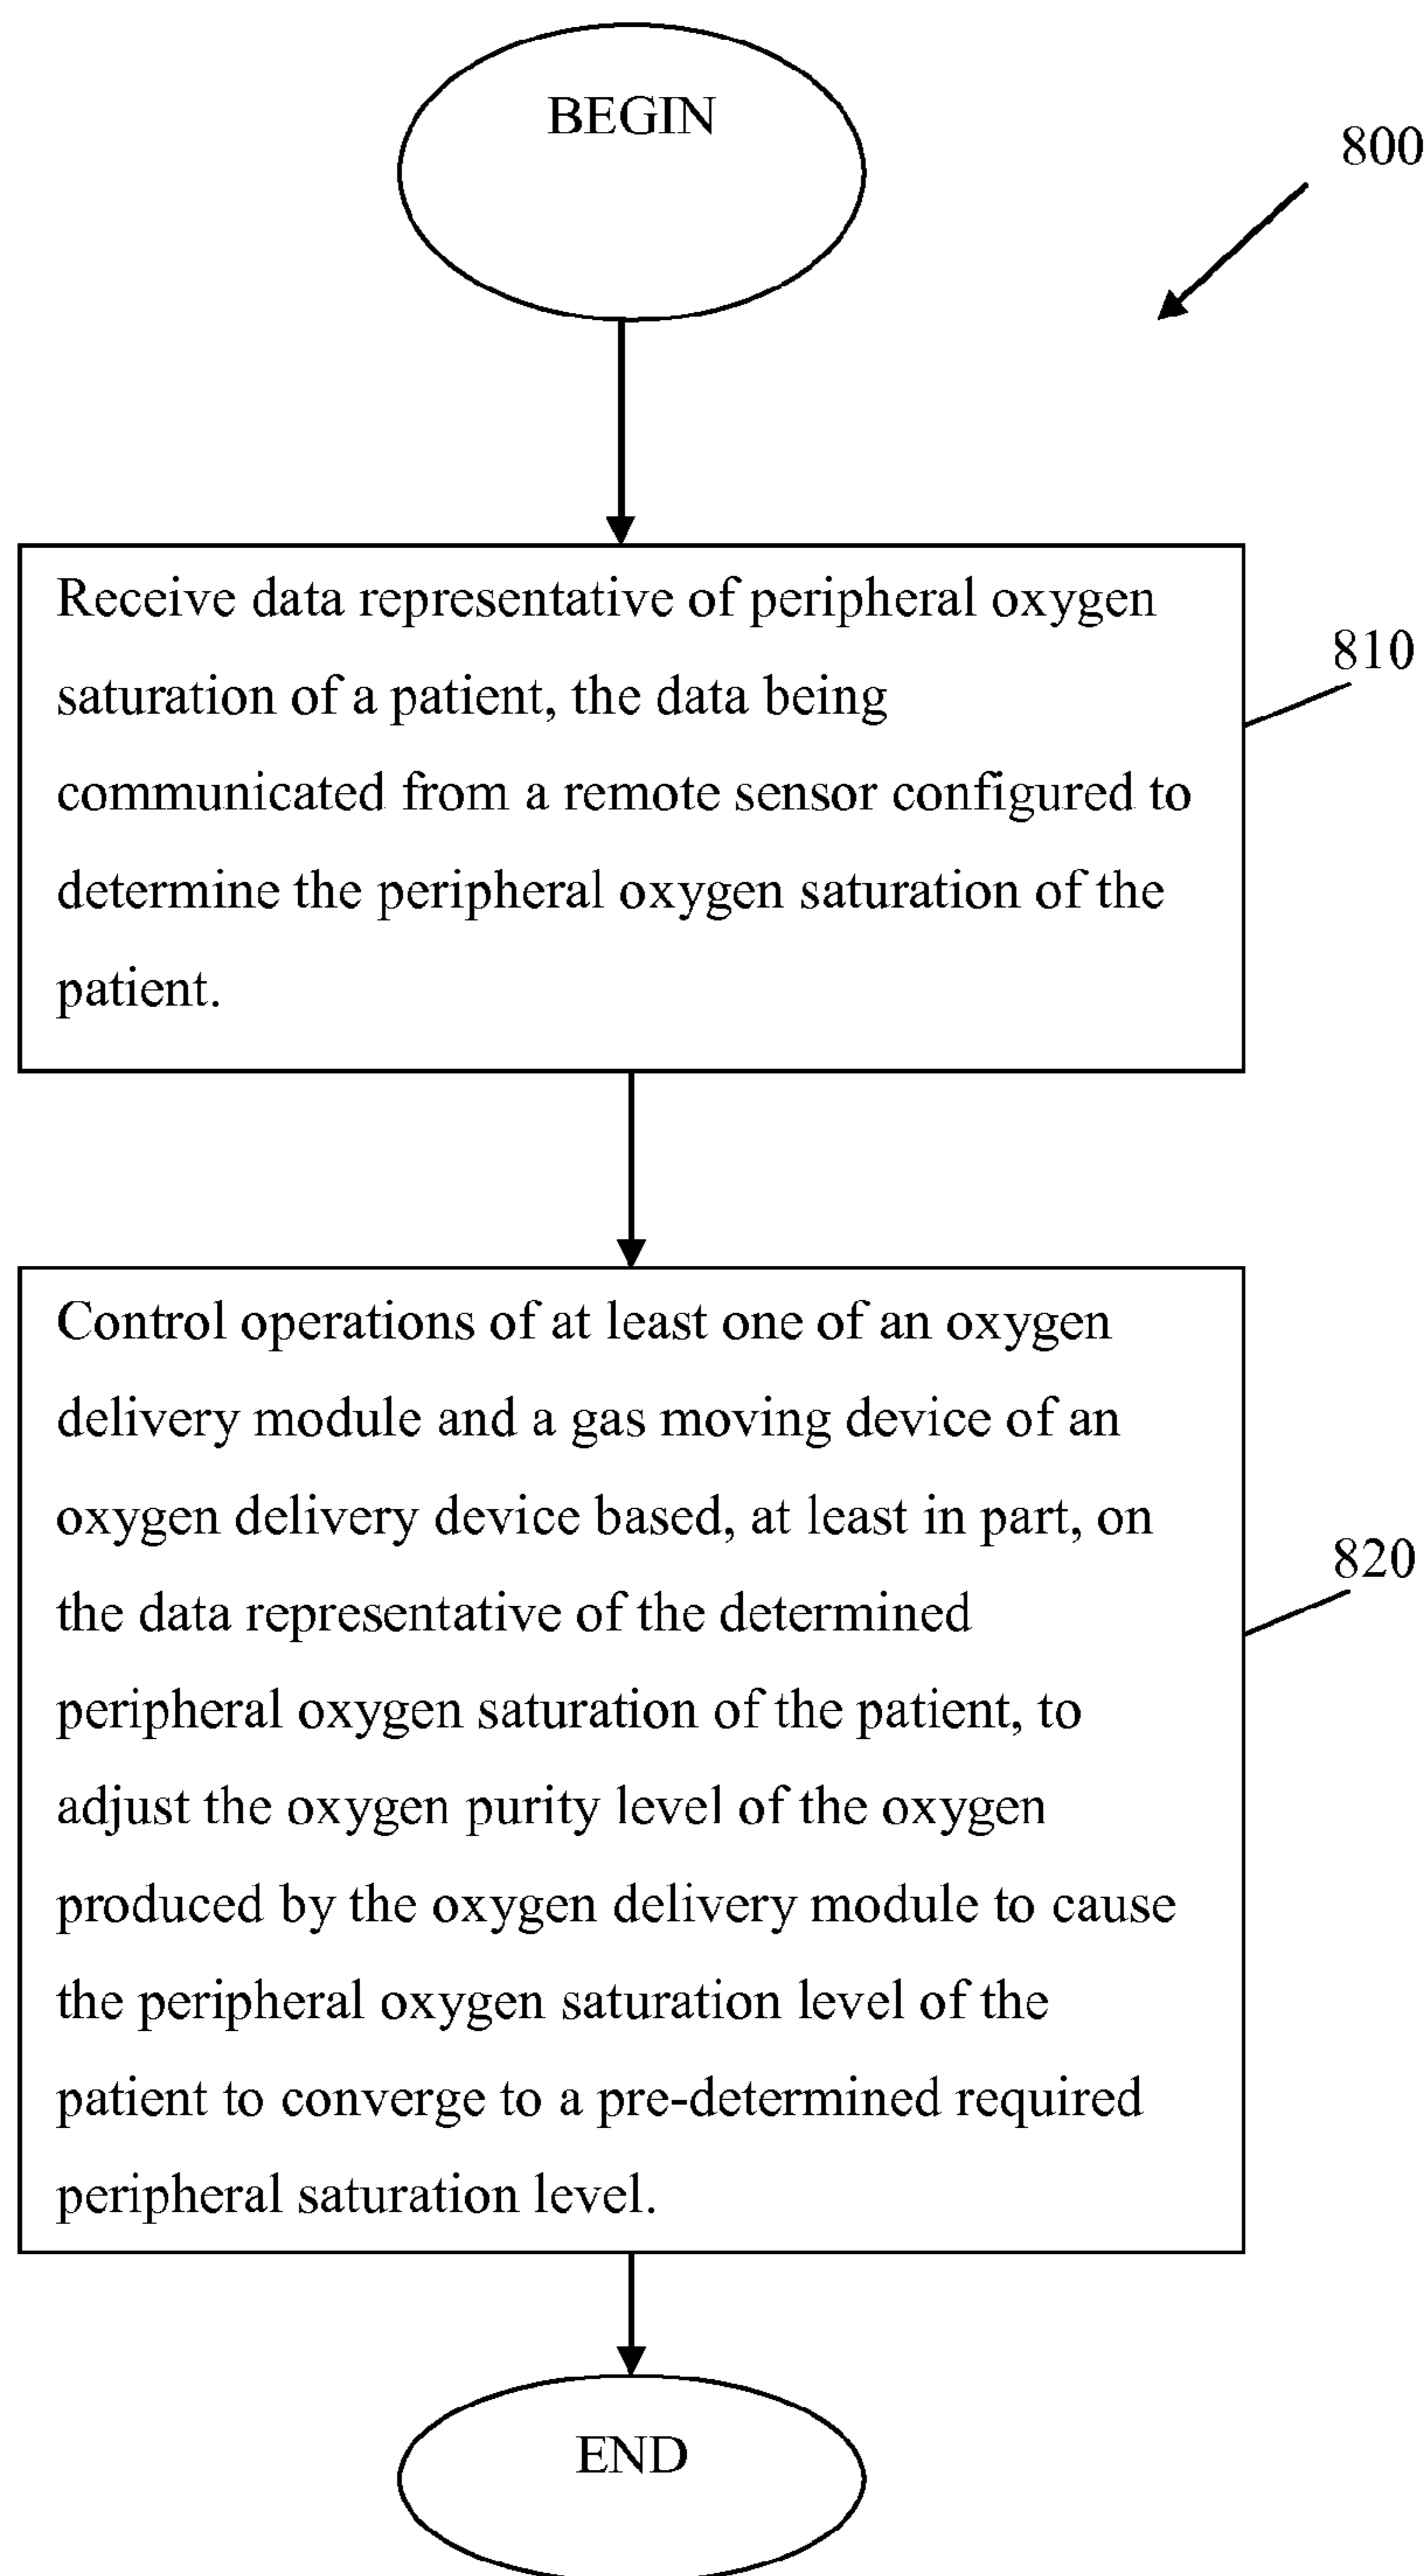 BEGIN
800
Receive data representative of peripheral oxygen
saturation of a patient, the data being
communicated from a remote sensor configured to
determine the peripheral oxygen saturation of the
patient.
810
Control operations of at least one of an oxygen
delivery module and a gas moving device of an
oxygen delivery device based, at least in part, on
the data representative of the determined
peripheral oxygen saturation of the patient, to
adjust the oxygen purity level of the oxygen
produced by the oxygen delivery module to cause
the peripheral oxygen saturation level of the
patient to converge to a pre-determined required
peripheral saturation level.
820
END